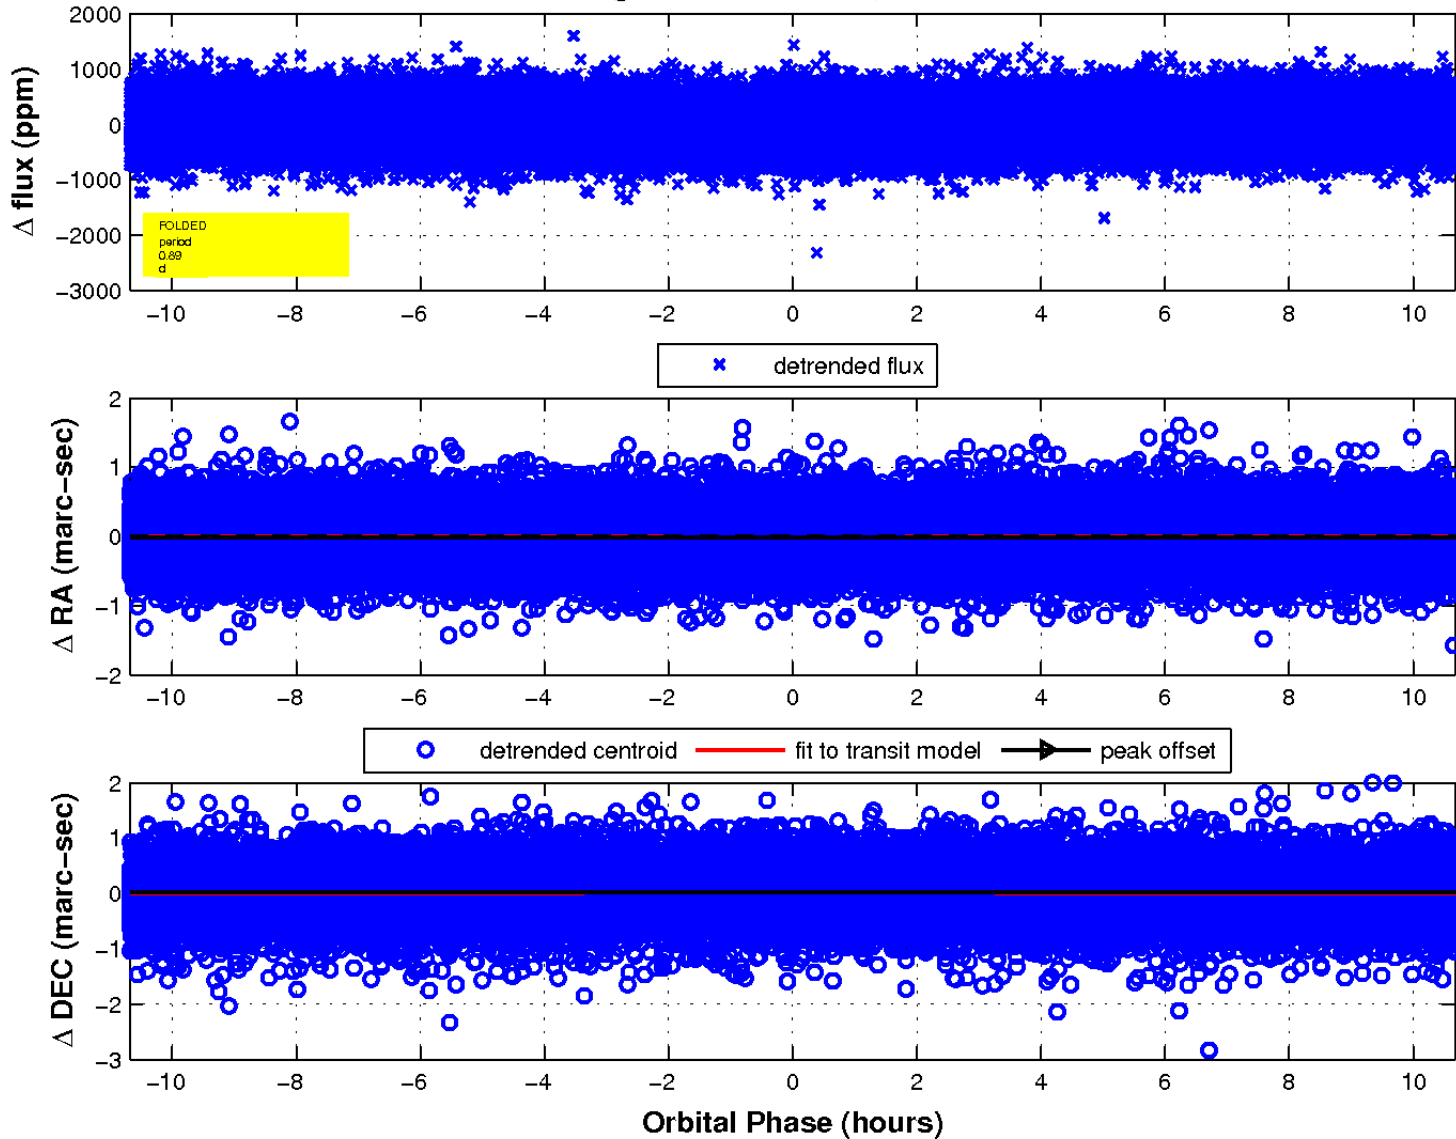 2000
1000
0
−1000
−2000
−3000
Δ flux (ppm)
FOLDED
period
0.89
d
−10 −8 −6 −4 −2 0 2 4 6 8 10
detrended flux
2
1
0
−1
−2
Δ RA (marc−sec)
−10 −8 −6 −4 −2 0 2 4 6 8 10
detrended centroid fit to transit model peak offset
2
1
0
−1
−2
−3
Δ DEC (marc−sec)
−10 −8 −6 −4 −2 0 2 4 6 8 10
Orbital Phase (hours)